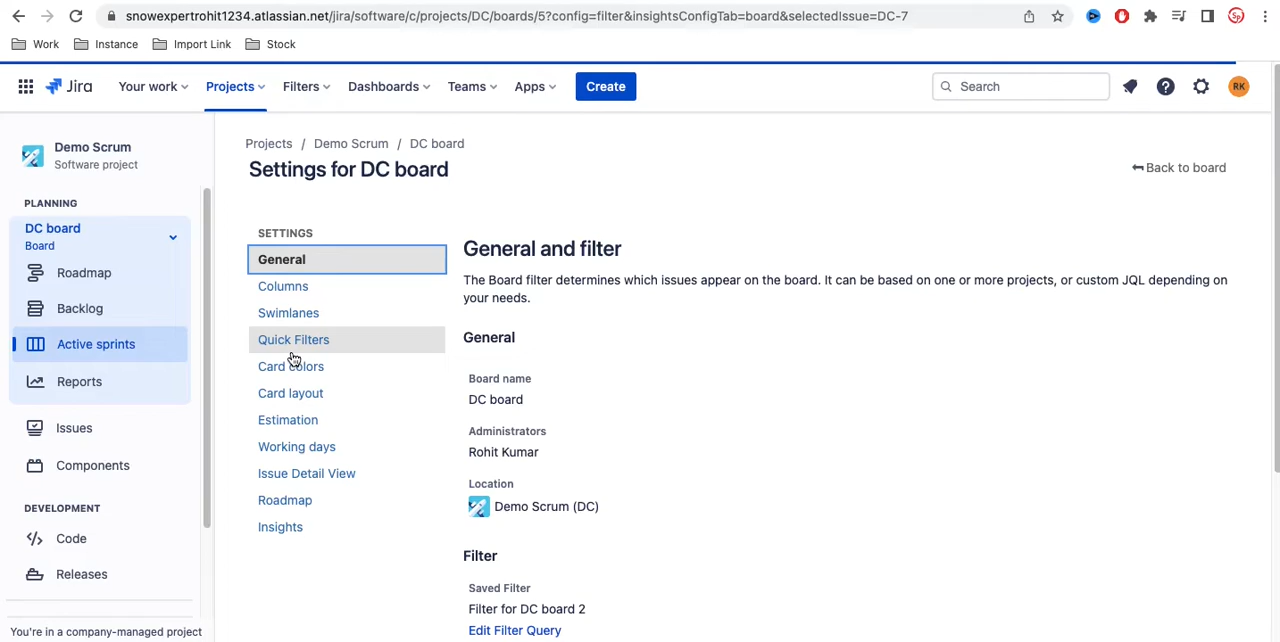 snowexpertrohit1234.atlassian.net/jira/software/c/projects/DC/boards/5?config=filter&insightsConfigTab=board&selectedIssue=DC-7
Sp
Work Instance Import Link Stock
Jira Your work Projects Filters Dashboards Teams Apps Create Search RK
Demo Scrum
Software project
PLANNING
DC board
Board
Roadmap
Backlog
Active sprints
Reports
Issues
Components
DEVELOPMENT
Code
Releases
You're in a company-managed project
Projects / Demo Scrum / DC board
Settings for DC board
Back to board
SETTINGS
General
Columns
Swimlanes
Quick Filters
Card colors
Card layout
Estimation
Working days
Issue Detail View
Roadmap
Insights
General and filter
The Board filter determines which issues appear on the board. It can be based on one or more projects, or custom JQL depending on
your needs.
General
Board name
DC board
Administrators
Rohit Kumar
Location
Demo Scrum (DC)
Filter
Saved Filter
Filter for DC board 2
Edit Filter Query